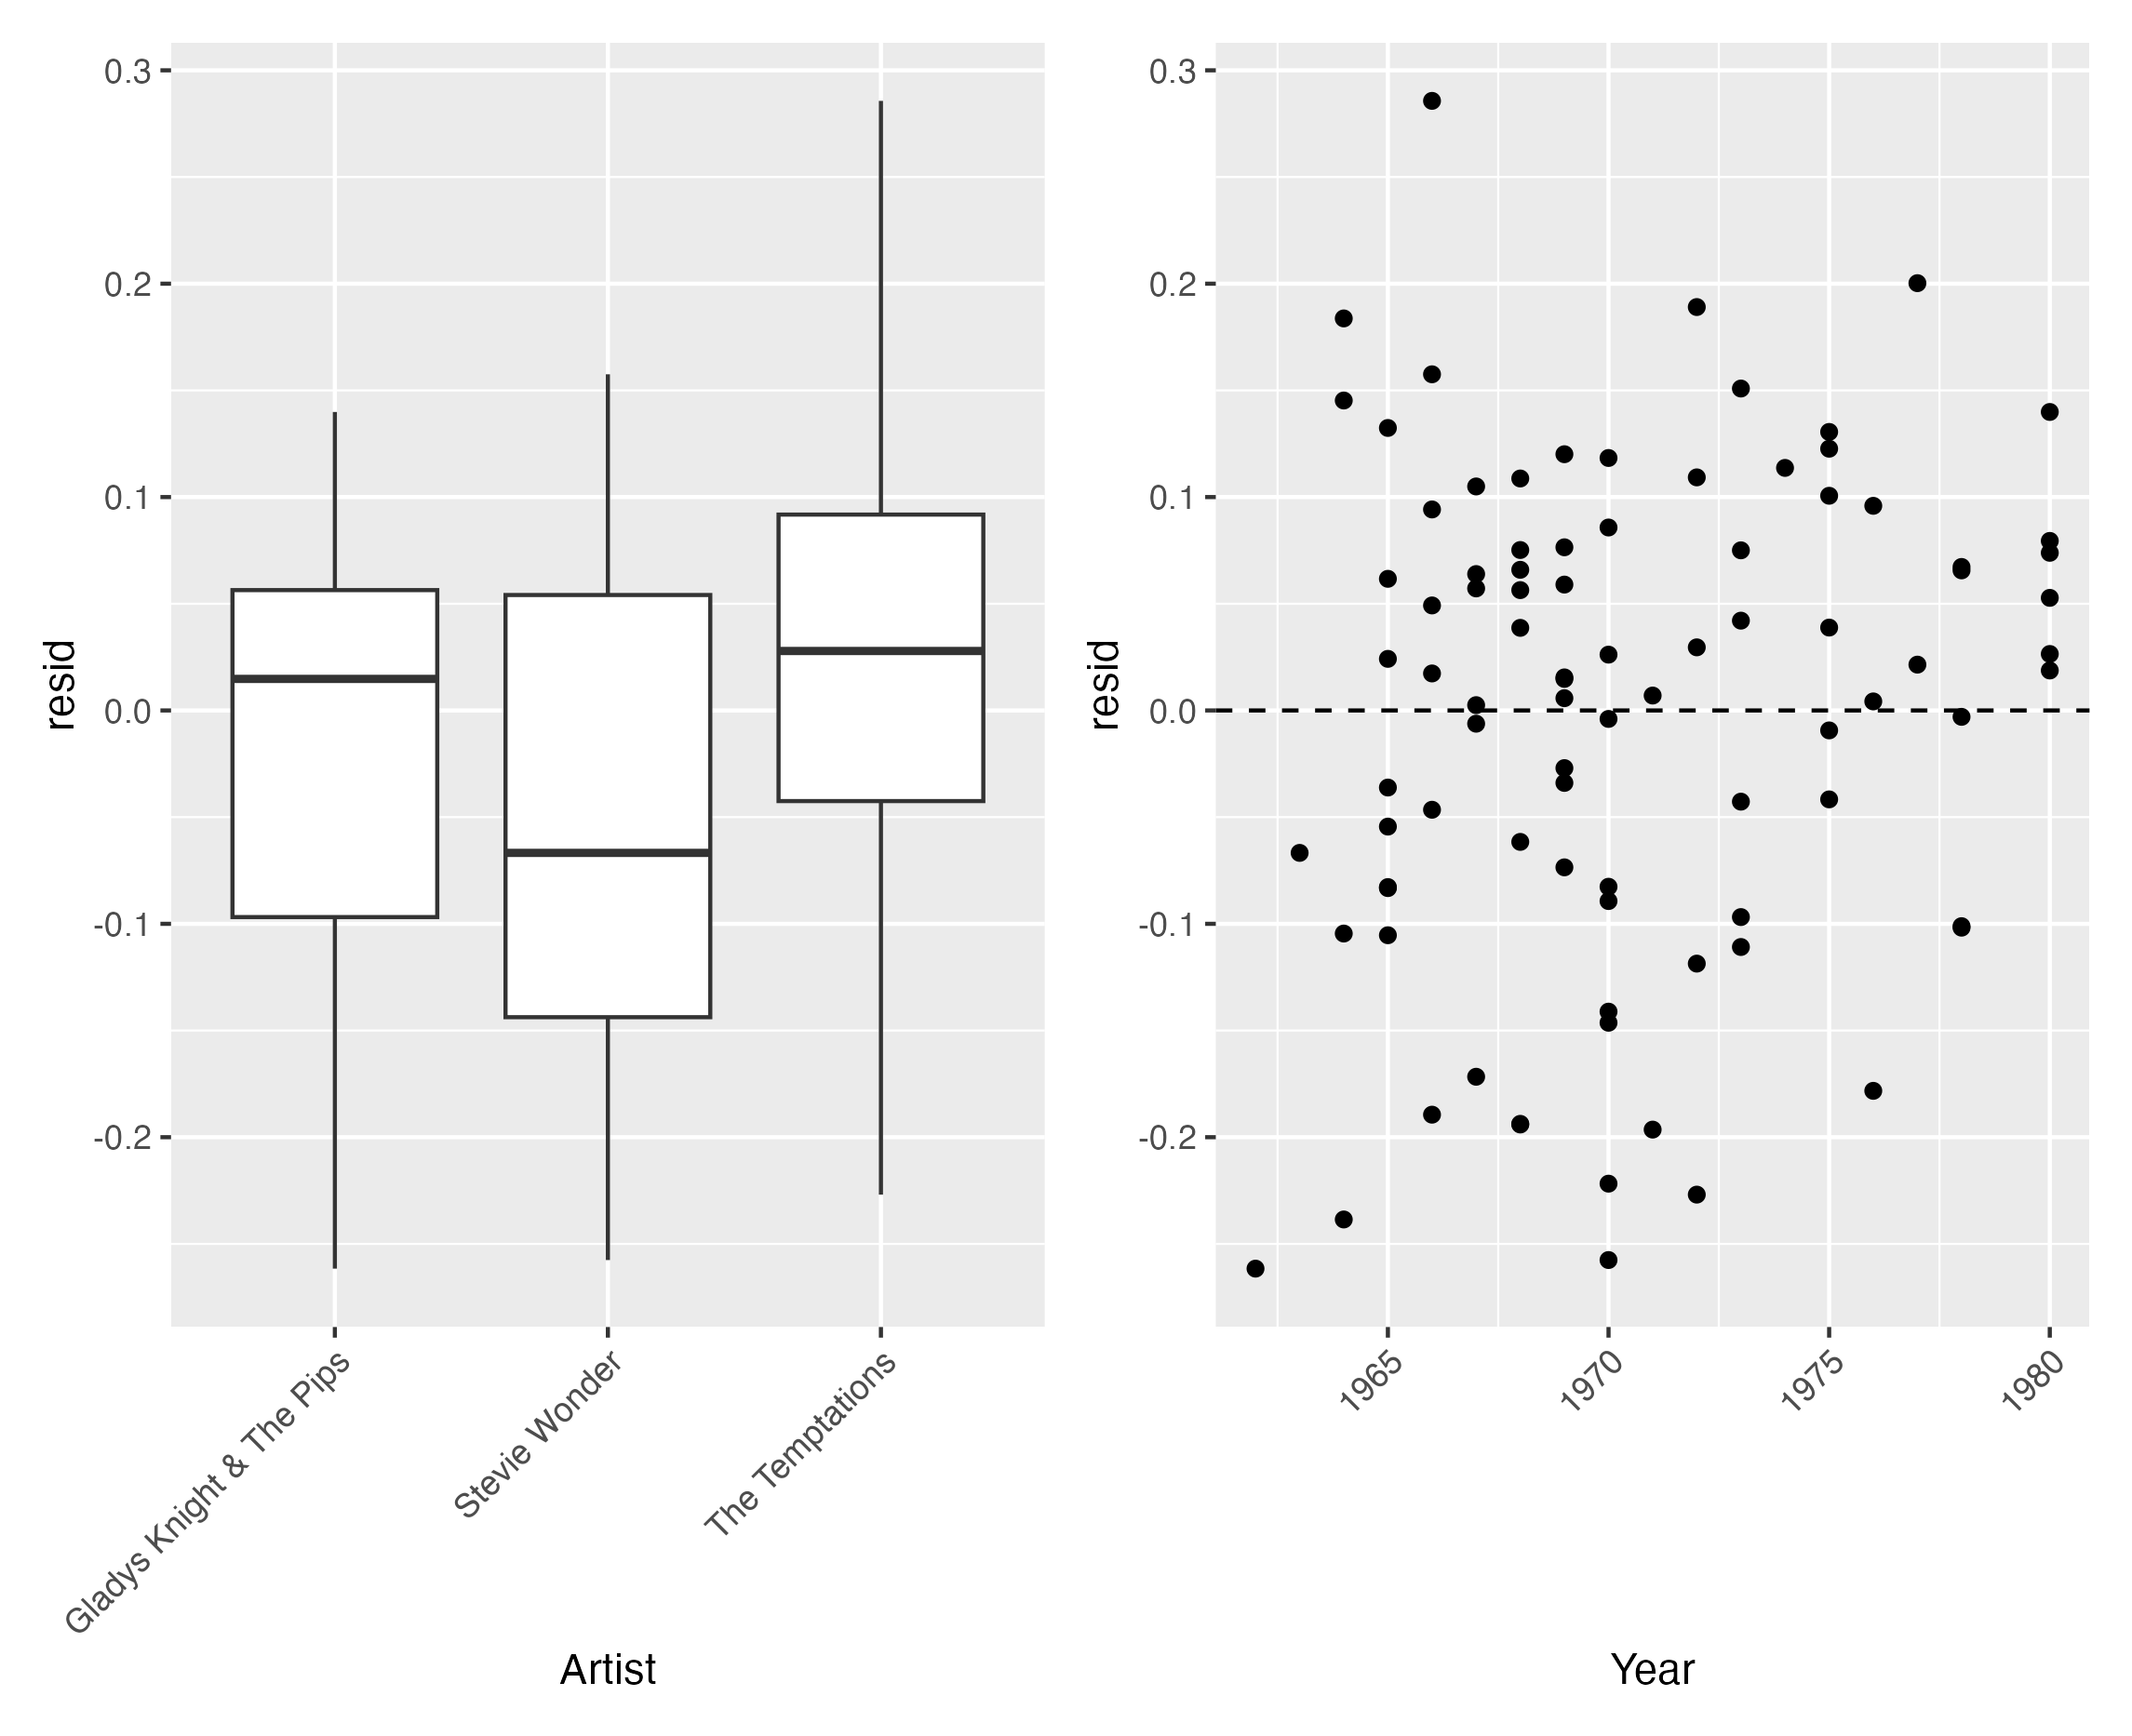 0.3
0.2
0.1
0.0
-0.1
-0.2
resid
Gladys Knight & The Pips
Stevie Wonder
The Temptations
Artist
0.3
0.2
0.1
0.0
-0.1
-0.2
resid
1965
1970
1975
1980
Year